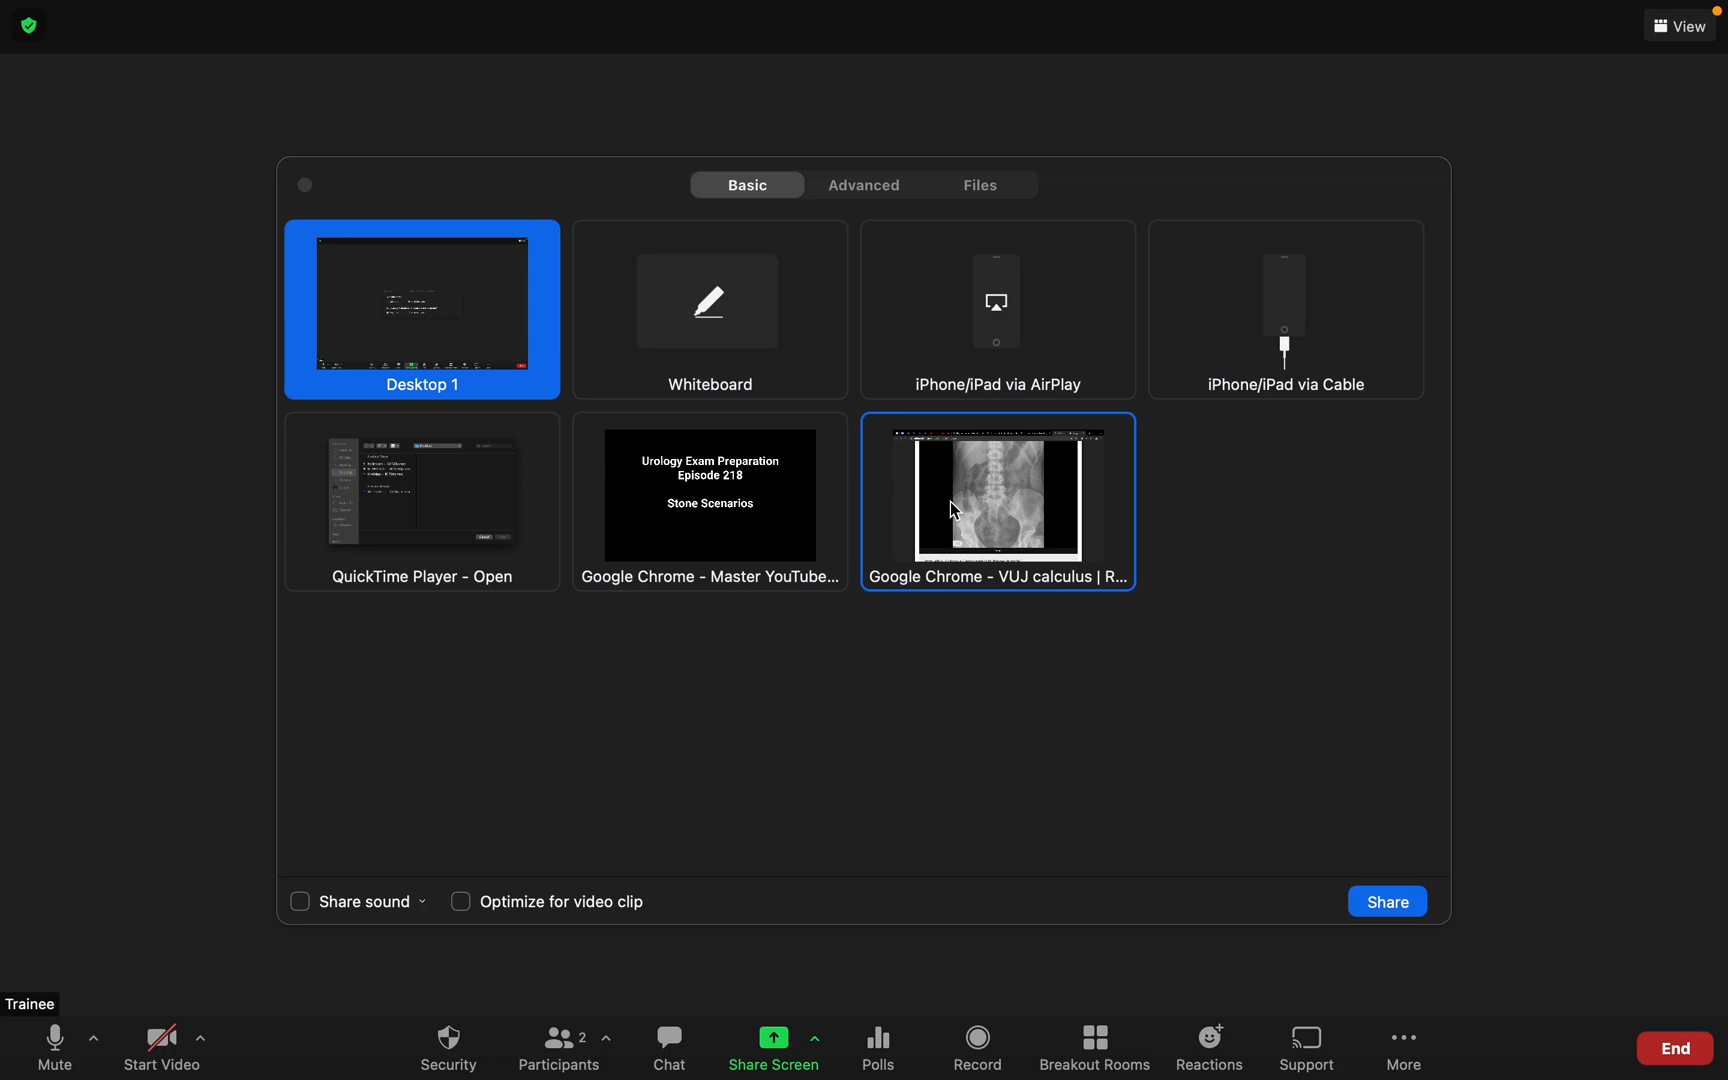 View
Basic
Advanced
Files
Desktop 1
Whiteboard
iPhone/iPad via AirPlay
iPhone/iPad via Cable
Urology Exam Preparation
Episode 218
Stone Scenarios
QuickTime Player - Open
Google Chrome - Master YouTube...
Google Chrome - VUJ calculus | R...
Share sound
Optimize for video clip
Share
Trainee
Mute
Start Video
Security
2
Participants
Chat
Share Screen
Polls
Record
Breakout Rooms
Reactions
Support
More
End